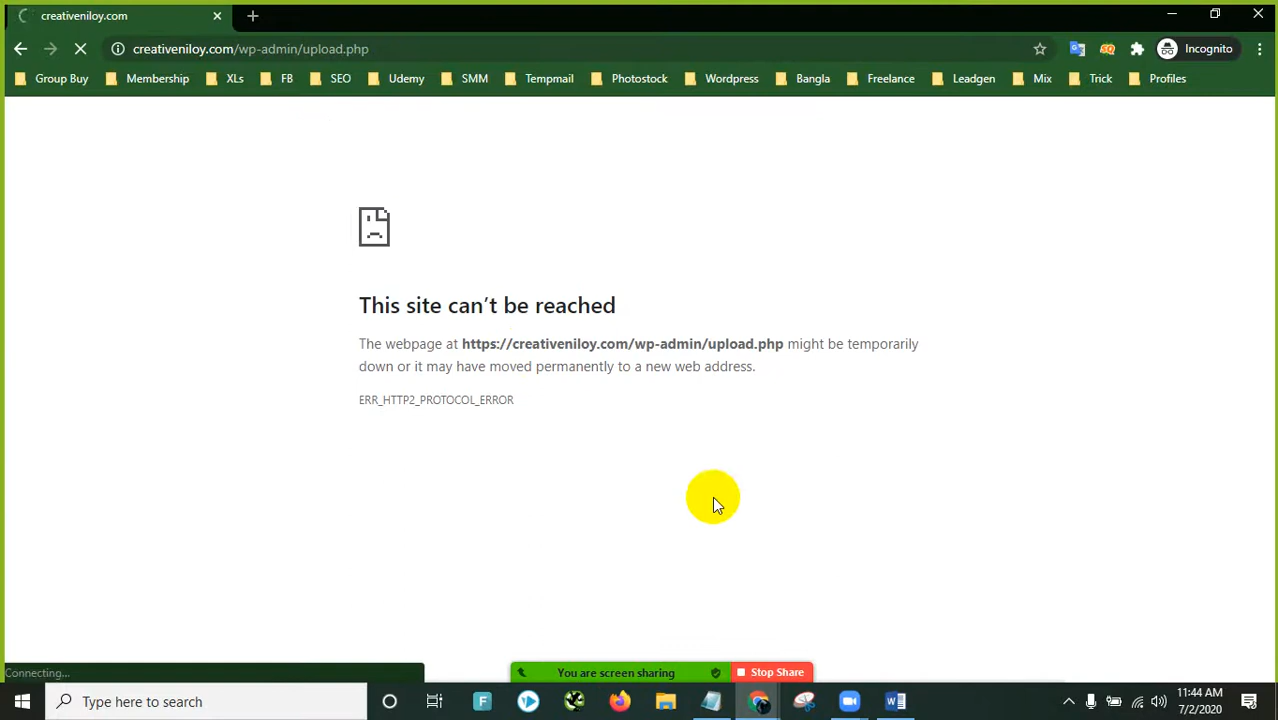 creativeniloy.com
creativeniloy.com/wp-admin/upload.php
Incognito
Group Buy Membership XLs FB SEO Udemy SMM Tempmail Photostock Wordpress Bangla Freelance Leadgen Mix Trick Profiles
This site can't be reached
The webpage at https://creativeniloy.com/wp-admin/upload.php might be temporarily
down or it may have moved permanently to a new web address.
ERR_HTTP2_PROTOCOL_ERROR
Connecting...
You are screen sharing Stop Share
Type here to search
11:44 AM
7/2/2020